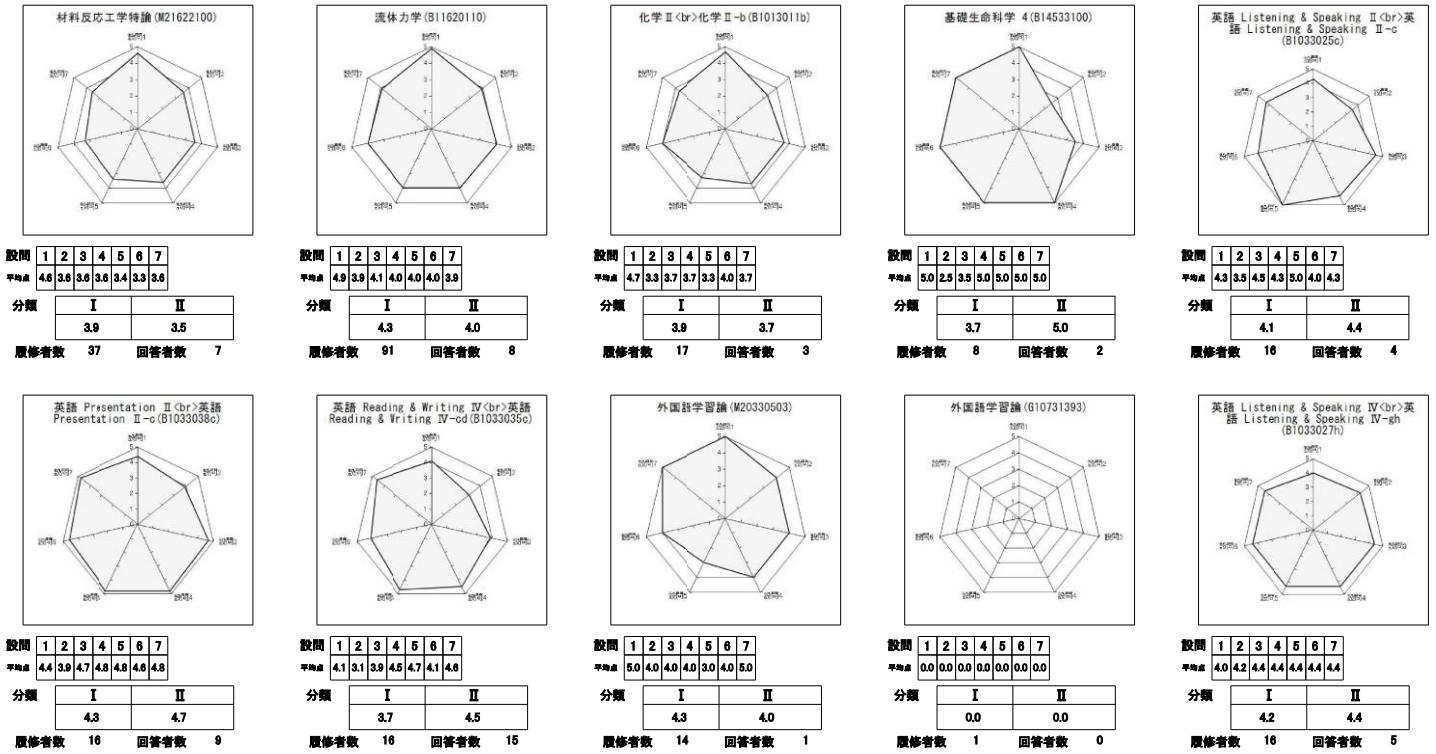 材料反応工学特論(M21622100)
設問 1 2 3 4 5 6 7
平均点 4.6 3.6 3.6 3.6 3.4 3.3 3.6
分類 Ⅰ Ⅱ
3.9 3.5
履修者数 37 回答者数 7
流体力学(B11620110)
設問 1 2 3 4 5 6 7
平均点 4.9 3.9 4.1 4.0 4.0 4.0 3.9
分類 Ⅰ Ⅱ
4.3 4.0
履修者数 91 回答者数 8
化学Ⅱ<br>化学Ⅱ-b(B1013011b)
設問 1 2 3 4 5 6 7
平均点 4.7 3.3 3.7 3.7 3.3 4.0 3.7
分類 Ⅰ Ⅱ
3.9 3.7
履修者数 17 回答者数 3
基礎生命科学 4(B14533100)
設問 1 2 3 4 5 6 7
平均点 5.0 2.5 3.5 5.0 5.0 5.0 5.0
分類 Ⅰ Ⅱ
3.7 5.0
履修者数 8 回答者数 2
英語 Listening & Speaking Ⅱ<br>英
語 Listening & Speaking Ⅱ-c
(B1033025c)
設問 1 2 3 4 5 6 7
平均点 4.3 3.5 4.5 4.3 5.0 4.0 4.3
分類 Ⅰ Ⅱ
4.1 4.4
履修者数 16 回答者数 4
英語 Presentation Ⅱ<br>英語
Presentation Ⅱ-c(B1033038c)
設問 1 2 3 4 5 6 7
平均点 4.4 3.9 4.7 4.8 4.8 4.6 4.8
分類 Ⅰ Ⅱ
4.3 4.7
履修者数 16 回答者数 9
英語 Reading & Writing Ⅳ<br>英語
Reading & Writing Ⅳ-cd(B1033035c)
設問 1 2 3 4 5 6 7
平均点 4.1 3.1 3.9 4.5 4.7 4.1 4.6
分類 Ⅰ Ⅱ
3.7 4.5
履修者数 16 回答者数 15
外国語学習論(M20330503)
設問 1 2 3 4 5 6 7
平均点 5.0 4.0 4.0 4.0 3.0 4.0 5.0
分類 Ⅰ Ⅱ
4.3 4.0
履修者数 14 回答者数 1
外国語学習論(G10731393)
設問 1 2 3 4 5 6 7
平均点 0.0 0.0 0.0 0.0 0.0 0.0 0.0
分類 Ⅰ Ⅱ
0.0 0.0
履修者数 1 回答者数 0
英語 Listening & Speaking Ⅳ<br>英
語 Listening & Speaking Ⅳ-gh
(B1033027h)
設問 1 2 3 4 5 6 7
平均点 4.0 4.2 4.4 4.4 4.4 4.4 4.4
分類 Ⅰ Ⅱ
4.2 4.4
履修者数 16 回答者数 5